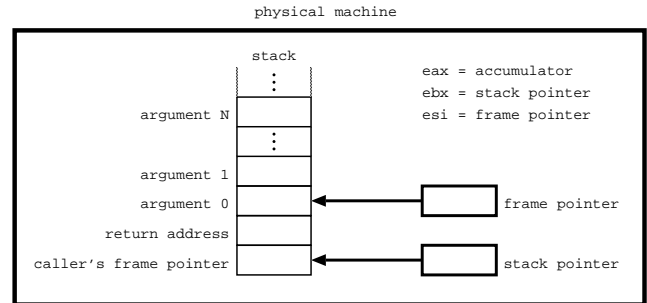 physical machine
stack
eax = accumulator
ebx = stack pointer
esi = frame pointer
argument N
argument 1
argument 0
frame pointer
return address
caller's frame pointer
stack pointer